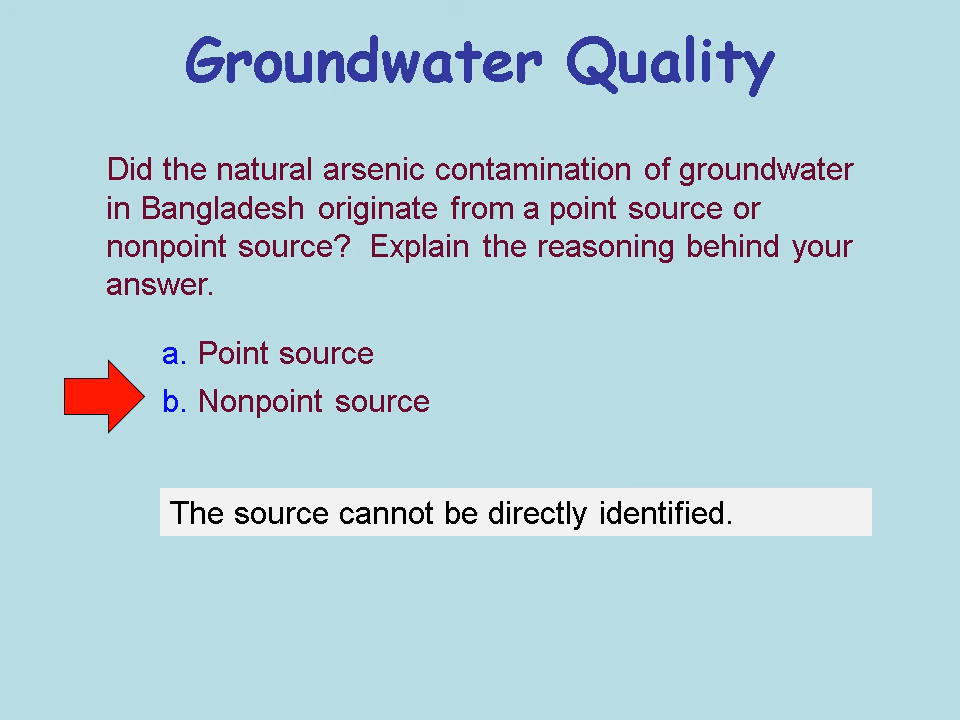 Groundwater Quality
Did the natural arsenic contamination of groundwater
in Bangladesh originate from a point source or
nonpoint source? Explain the reasoning behind your
answer.
a. Point source
b. Nonpoint source
The source cannot be directly identified.